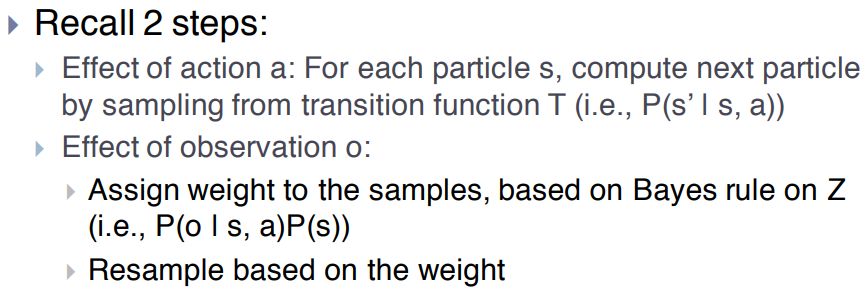 Recall 2 steps:
Effect of action a: For each particle s, compute next particle
by sampling from transition function T (i.e., P(s' | s, a))
Effect of observation o:
Assign weight to the samples, based on Bayes rule on Z
(i.e., P(o | s, a)P(s))
Resample based on the weight